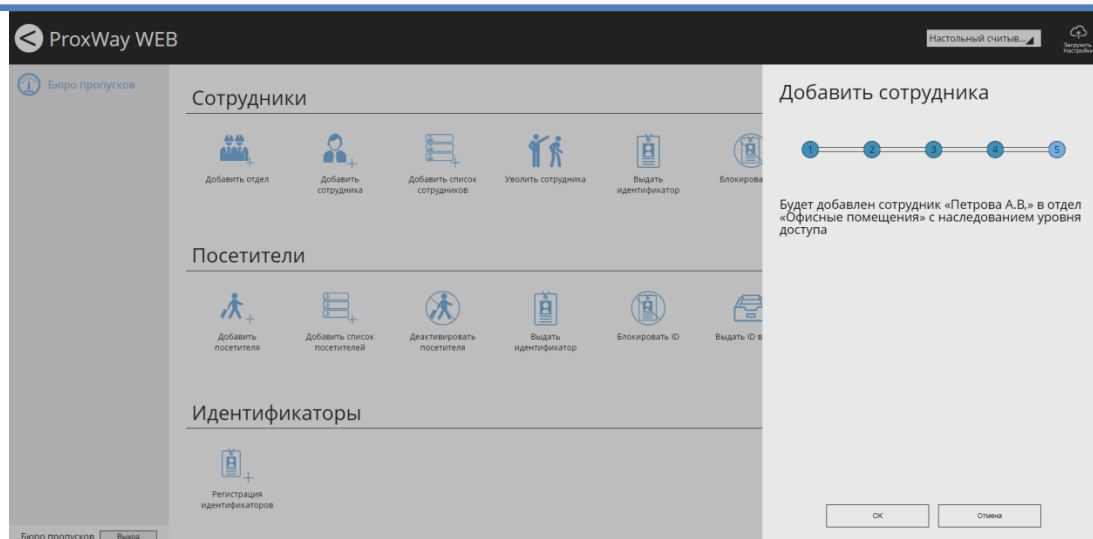 ProxWay WEB
Настольный считыв...
Загрузить
Настройки
Бюро пропусков
Сотрудники
Добавить отдел
Добавить
сотрудника
Добавить список
сотрудников
Уволить сотрудника
Выдать
идентификатор
Блокирова
Посетители
Добавить
посетителя
Добавить список
посетителей
Деактивировать
посетителя
Выдать
идентификатор
Блокировать ID
Выдать ID в
Идентификаторы
Регистрация
идентификаторов
Бюро пропусков
Выход
Добавить сотрудника
1 2 3 4 5
Будет добавлен сотрудник «Петрова А.В,» в отдел
«Офисные помещения» с наследованием уровня
доступа
OK
Отмена